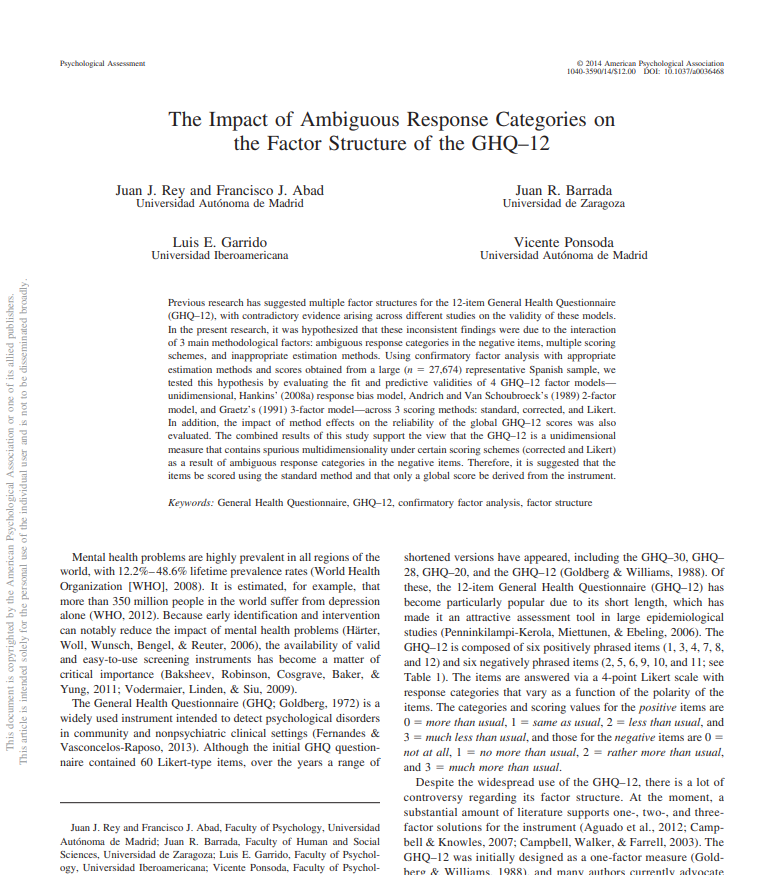 Psychological Assessment
© 2014 American Psychological Association
1040-3590/14/$12.00 DOI: 10.1037/a0036468
The Impact of Ambiguous Response Categories on
the Factor Structure of the GHQ–12
Juan J. Rey and Francisco J. Abad
Universidad Autónoma de Madrid
Juan R. Barrada
Universidad de Zaragoza
Luis E. Garrido
Universidad Iberoamericana
Vicente Ponsoda
Universidad Autónoma de Madrid
Previous research has suggested multiple factor structures for the 12-item General Health Questionnaire
(GHQ–12), with contradictory evidence arising across different studies on the validity of these models.
In the present research, it was hypothesized that these inconsistent findings were due to the interaction
of 3 main methodological factors: ambiguous response categories in the negative items, multiple scoring
schemes, and inappropriate estimation methods. Using confirmatory factor analysis with appropriate
estimation methods and scores obtained from a large (n = 27,674) representative Spanish sample, we
tested this hypothesis by evaluating the fit and predictive validities of 4 GHQ–12 factor models—
unidimensional, Hankins' (2008a) response bias model, Andrich and Van Schoubroeck's (1989) 2-factor
model, and Graetz's (1991) 3-factor model—across 3 scoring methods: standard, corrected, and Likert.
In addition, the impact of method effects on the reliability of the global GHQ–12 scores was also
evaluated. The combined results of this study support the view that the GHQ–12 is a unidimensional
measure that contains spurious multidimensionality under certain scoring schemes (corrected and Likert)
as a result of ambiguous response categories in the negative items. Therefore, it is suggested that the
items be scored using the standard method and that only a global score be derived from the instrument.
Keywords: General Health Questionnaire, GHQ–12, confirmatory factor analysis, factor structure
Mental health problems are highly prevalent in all regions of the
world, with 12.2%–48.6% lifetime prevalence rates (World Health
Organization [WHO], 2008). It is estimated, for example, that
more than 350 million people in the world suffer from depression
alone (WHO, 2012). Because early identification and intervention
can notably reduce the impact of mental health problems (Härter,
Woll, Wunsch, Bengel, & Reuter, 2006), the availability of valid
and easy-to-use screening instruments has become a matter of
critical importance (Baksheev, Robinson, Cosgrave, Baker, &
Yung, 2011; Vodermaier, Linden, & Siu, 2009).
The General Health Questionnaire (GHQ; Goldberg, 1972) is a
widely used instrument intended to detect psychological disorders
in community and nonpsychiatric clinical settings (Fernandes &
Vasconcelos-Raposo, 2013). Although the initial GHQ question-
naire contained 60 Likert-type items, over the years a range of
Juan J. Rey and Francisco J. Abad, Faculty of Psychology, Universidad
Autónoma de Madrid; Juan R. Barrada, Faculty of Human and Social
Sciences, Universidad de Zaragoza; Luis E. Garrido, Faculty of Psychol-
ogy, Universidad Iberoamericana; Vicente Ponsoda, Faculty of Psychol-
shortened versions have appeared, including the GHQ–30, GHQ–
28, GHQ–20, and the GHQ–12 (Goldberg & Williams, 1988). Of
these, the 12-item General Health Questionnaire (GHQ–12) has
become particularly popular due to its short length, which has
made it an attractive assessment tool in large epidemiological
studies (Penninkilampi-Kerola, Miettunen, & Ebeling, 2006). The
GHQ–12 is composed of six positively phrased items (1, 3, 4, 7, 8,
and 12) and six negatively phrased items (2, 5, 6, 9, 10, and 11; see
Table 1). The items are answered via a 4-point Likert scale with
response categories that vary as a function of the polarity of the
items. The categories and scoring values for the positive items are
0 = more than usual, 1 = same as usual, 2 = less than usual, and
3 = much less than usual, and those for the negative items are 0 =
not at all, 1 = no more than usual, 2 = rather more than usual,
and 3 = much more than usual.
Despite the widespread use of the GHQ–12, there is a lot of
controversy regarding its factor structure. At the moment, a
substantial amount of literature supports one-, two-, and three-
factor solutions for the instrument (Aguado et al., 2012; Camp-
bell & Knowles, 2007; Campbell, Walker, & Farrell, 2003). The
GHQ–12 was initially designed as a one-factor measure (Gold-
berg & Williams, 1988), and many authors currently advocate
This document is copyrighted by the American Psychological Association or one of its allied publishers.
This article is intended solely for the personal use of the individual user and is not to be disseminated broadly.